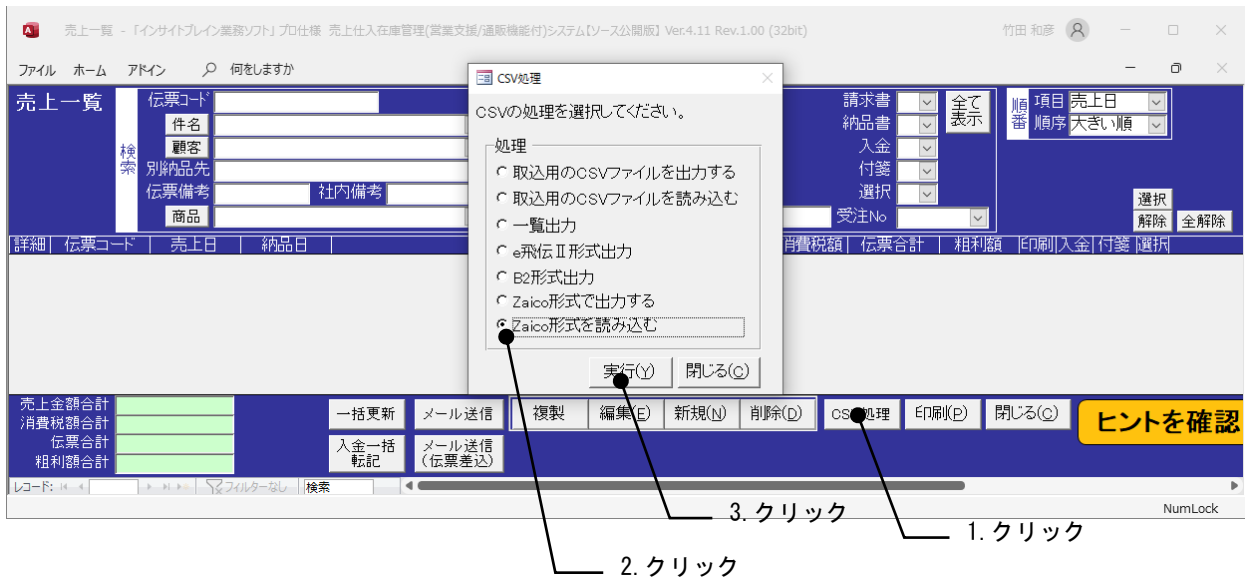 売上一覧 - 「インサイトブレイン業務ソフト」プロ仕様 売上仕入在庫管理(営業支援/通販機能付)システム【ソース公開版】 Ver.4.11 Rev.1.00 (32bit)
竹田 和彦
ファイル ホーム アドイン 何をしますか
売上一覧
検索
伝票コード
件名
顧客
別納品先
伝票備考
社内備考
商品
請求書
納品書
入金
付箋
選択
受注No
全て表示
順番
項目 売上日
順序 大きい順
選択
解除
全解除
詳細 伝票コード 売上日 納品日
消費税額 伝票合計 粗利額 印刷 入金 付箋 選択
CSV処理
CSVの処理を選択してください。
処理
取込用のCSVファイルを出力する
取込用のCSVファイルを読み込む
一覧出力
e飛伝Ⅱ形式出力
B2形式出力
Zaico形式で出力する
Zaico形式を読み込む
実行(Y) 閉じる(C)
売上金額合計
消費税額合計
伝票合計
粗利額合計
一括更新
メール送信
複製 編集(E) 新規(N) 削除(D)
CSV処理
印刷(P)
閉じる(C)
入金一括
転記
メール送信
(伝票差込)
ヒントを確認
レコード: フィルターなし 検索
NumLock
3.クリック
1.クリック
2.クリック